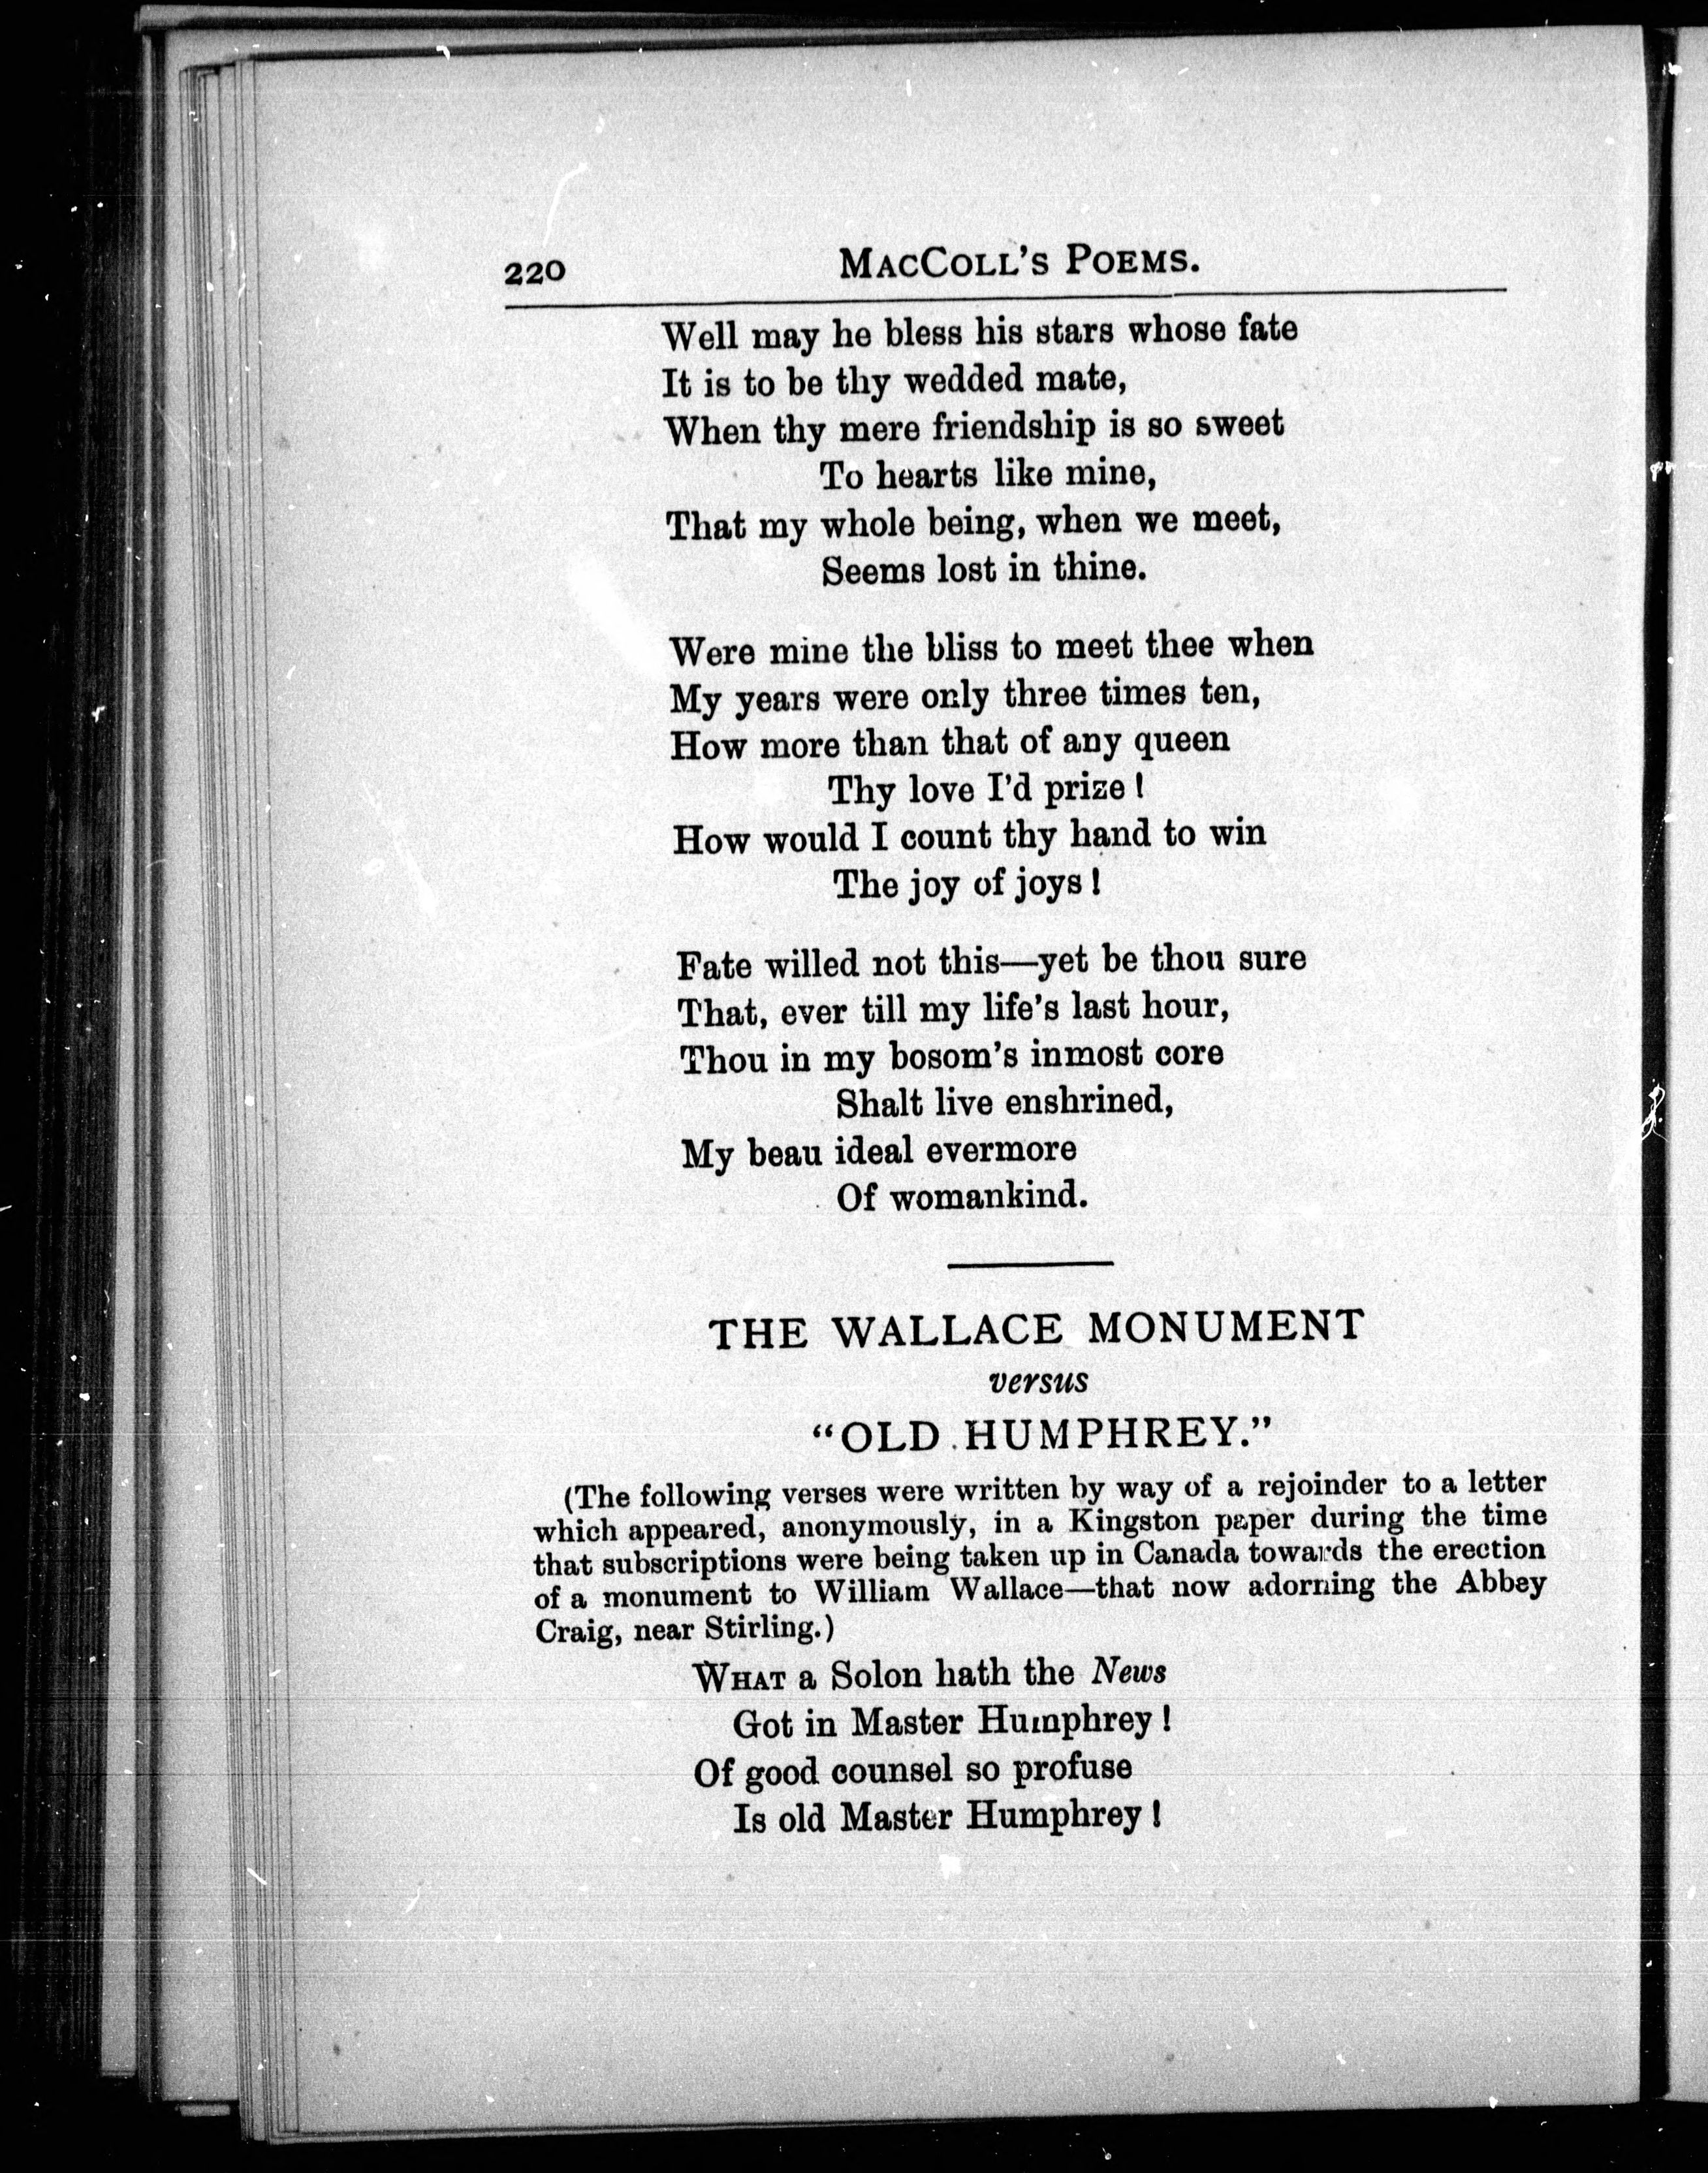 220 MacColl's Poems.
Well may he bless his stars whose fate
It is to be thy wedded mate,
When thy mere friendship is so sweet
To hearts like mine,
That my whole being, when we meet,
Seems lost in thine.
Were mine the bliss to meet thee when
My years were only three times ten,
How more than that of any queen
Thy love I'd prize!
How would I count thy hand to win
The joy of joys!
Fate willed not this—yet be thou sure
That, ever till my life's last hour,
Thou in my bosom's inmost core
Shalt live enshrined,
My beau ideal evermore
Of womankind.
THE WALLACE MONUMENT
versus
"OLD HUMPHREY."
(The following verses were written by way of a rejoinder to a letter
which appeared, anonymously, in a Kingston paper during the time
that subscriptions were being taken up in Canada towards the erection
of a monument to William Wallace—that now adorning the Abbey
Craig, near Stirling.)
What a Solon hath the News
Got in Master Humphrey!
Of good counsel so profuse
Is old Master Humphrey!